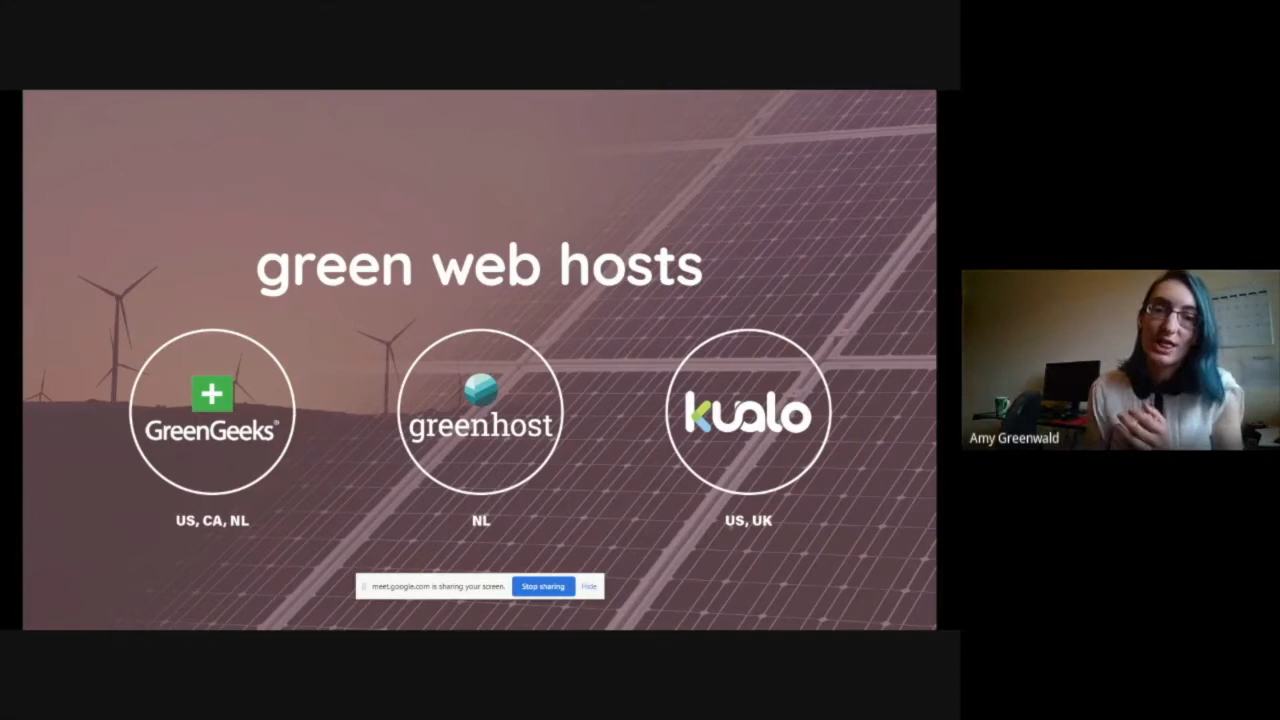 green web hosts
GreenGeeks®
greenhost
kualo
US, CA, NL
NL
US, UK
meet.google.com is sharing your screen.
Stop sharing
Hide
Amy Greenwald